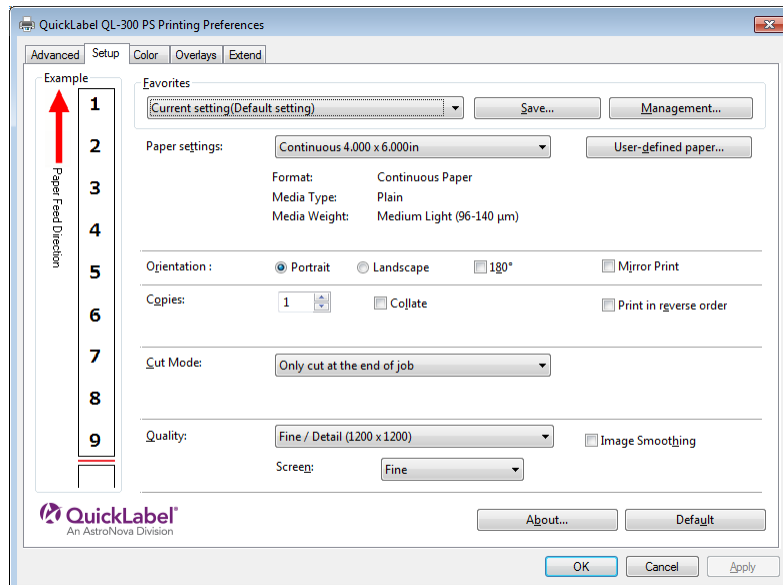 QuickLabel QL-300 PS Printing Preferences
Advanced Setup Color Overlays Extend
Example
1
2
3
4
5
6
7
8
9
Paper Feed Direction
Favorites
Current setting(Default setting) Save... Management...
Paper settings: Continuous 4.000 x 6.000in User-defined paper...
Format: Continuous Paper
Media Type: Plain
Media Weight: Medium Light (96-140 µm)
Orientation : Portrait Landscape 180° Mirror Print
Copies: 1 Collate Print in reverse order
Cut Mode: Only cut at the end of job
Quality: Fine / Detail (1200 x 1200) Image Smoothing
Screen: Fine
QuickLabel®
An AstroNova Division
About... Default
OK Cancel Apply